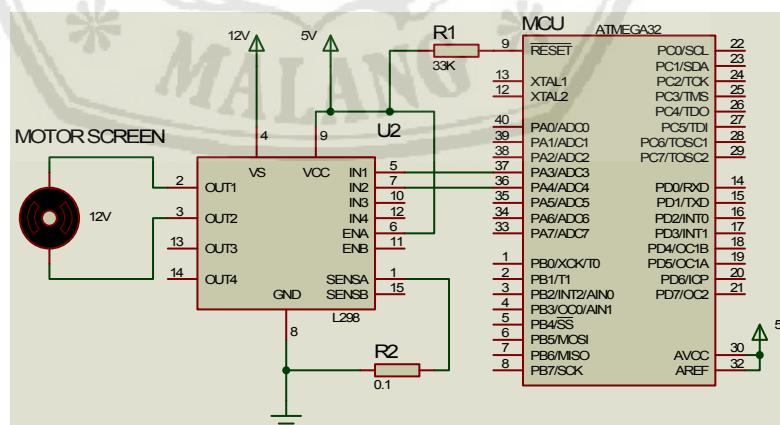 MCU
12V
5V
R1
33K
ATMEGA32
9 RESET
13 XTAL1
12 XTAL2
40 PA0/ADC0
39 PA1/ADC1
38 PA2/ADC2
37 PA3/ADC3
36 PA4/ADC4
35 PA5/ADC5
34 PA6/ADC6
33 PA7/ADC7
1 PB0/XCK/T0
2 PB1/T1
3 PB2/INT2/AIN0
4 PB3/OC0/AIN1
5 PB4/SS
6 PB5/MOSI
7 PB6/MISO
8 PB7/SCK
PC0/SCL 22
PC1/SDA 23
PC2/TCK 24
PC3/TMS 25
PC4/TDO 26
PC5/TDI 27
PC6/TOSC1 28
PC7/TOSC2 29
PD0/RXD 14
PD1/TXD 15
PD2/INT0 16
PD3/INT1 17
PD4/OC1B 18
PD5/OC1A 19
PD6/ICP 20
PD7/OC2 21
5
AVCC 30
AREF 32
MALANG
MOTOR SCREEN
12V
U2
4 VS
9 VCC
2 OUT1
3 OUT2
13 OUT3
14 OUT4
IN1 5
IN2 7
IN3 10
IN4 12
ENA 6
ENB 11
SENSA 1
SENSB 15
GND 8
L298
R2
0.1